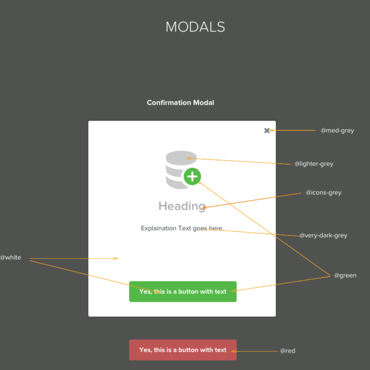 MODALS
Confirmation Modal
@med-grey
@lighter-grey
@icons-grey
Heading
Explsination Text goes here.
@very-dark-grey
@white
@green
Yes, this is a button with text
Yes, this is a button with text
@red